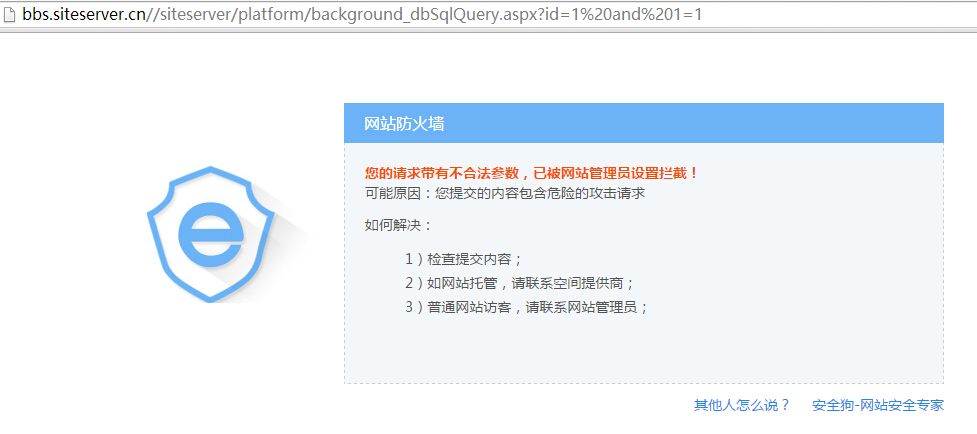 bbs.siteserver.cn//siteserver/platform/background_dbSqlQuery.aspx?id=1%20and%201=1
网站防火墙
您的请求带有不合法参数，已被网站管理员设置拦截！
可能原因：您提交的内容包含危险的攻击请求
如何解决：
1）检查提交内容；
2）如网站托管，请联系空间提供商；
3）普通网站访客，请联系网站管理员；
其他人怎么说？ 安全狗-网站安全专家